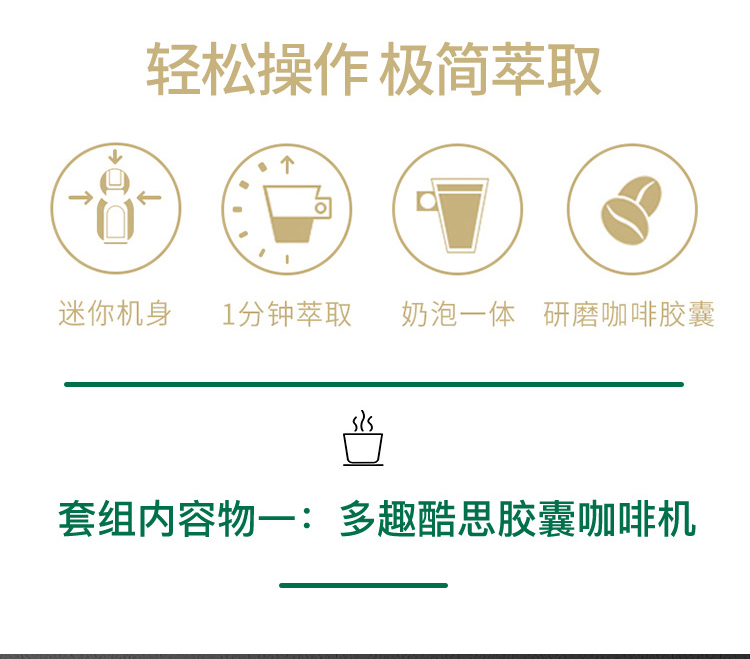 轻松操作 极简萃取
迷你机身 1分钟萃取 奶泡一体 研磨咖啡胶囊
套组内容物一：多趣酷思胶囊咖啡机